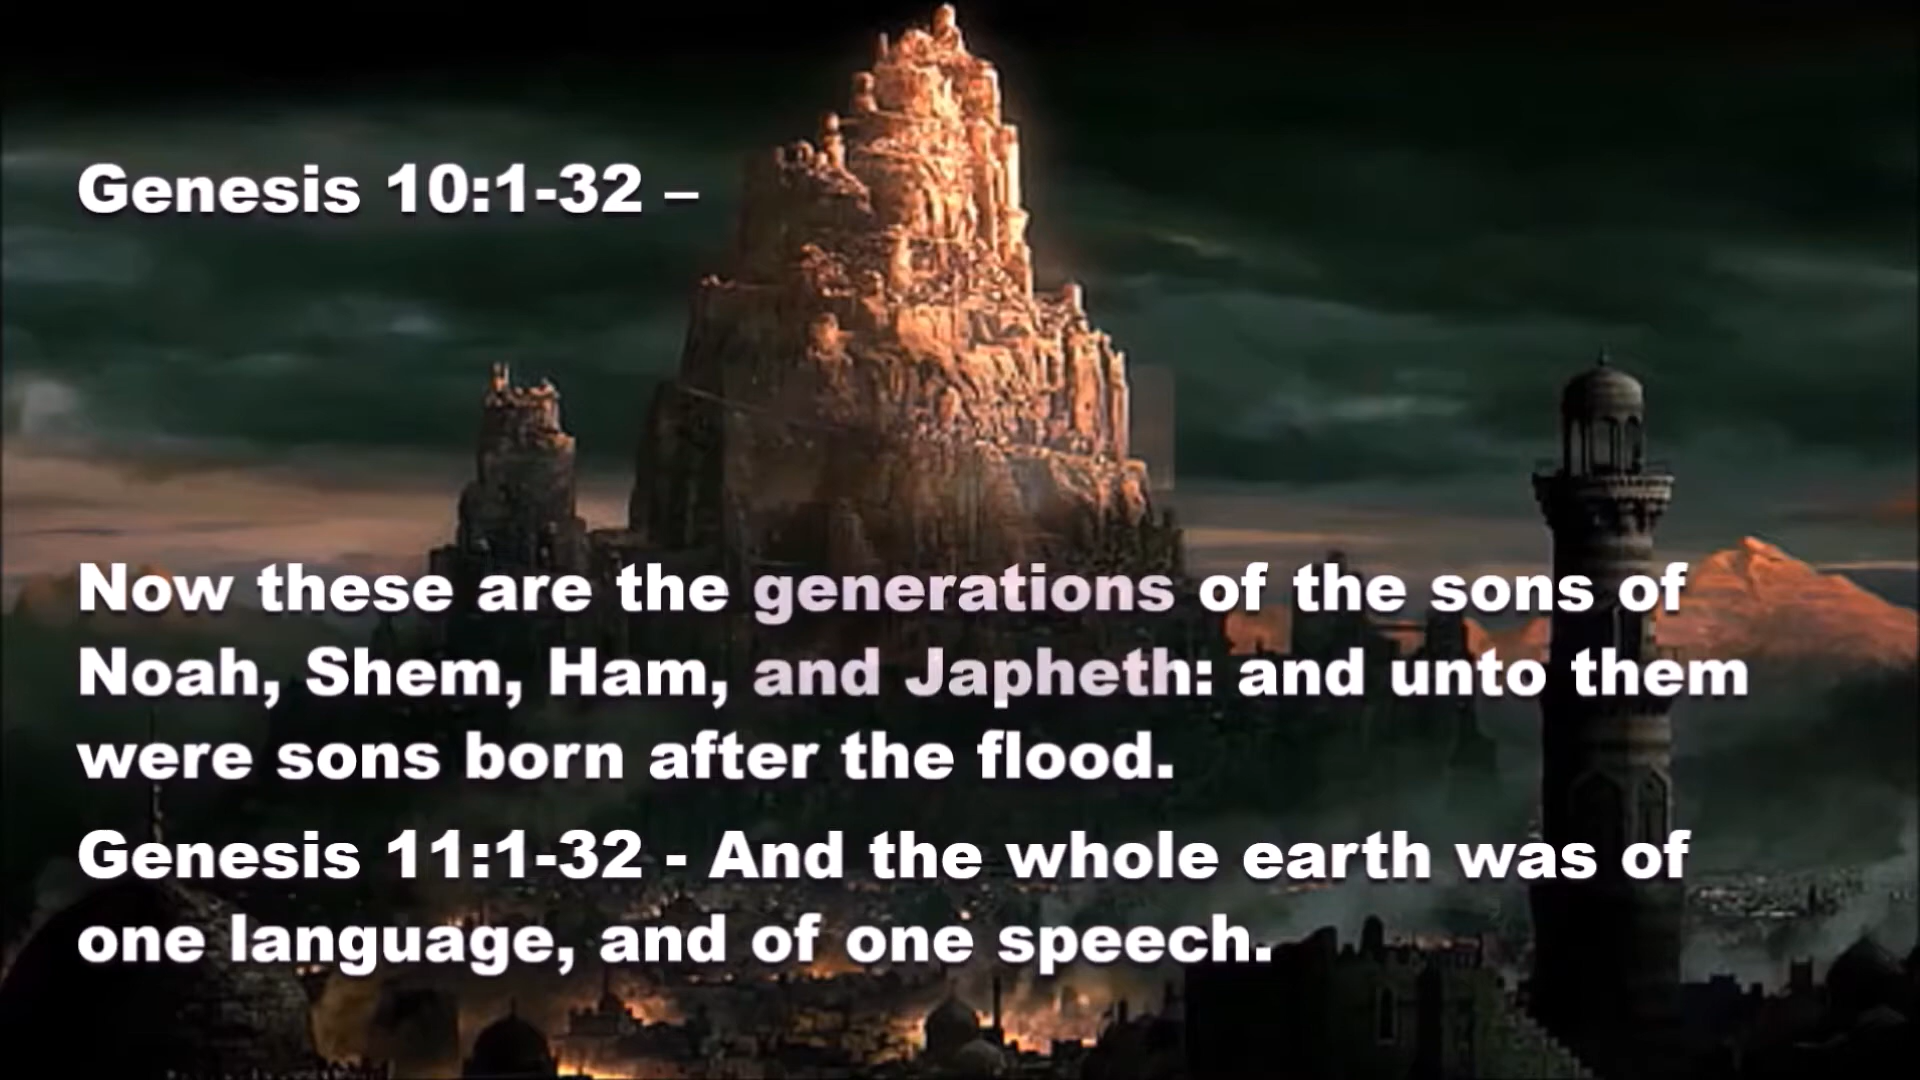 Genesis 10:1-32 –
Now these are the generations of the sons of
Noah, Shem, Ham, and Japheth: and unto them
were sons born after the flood.
Genesis 11:1-32 - And the whole earth was of
one language, and of one speech.